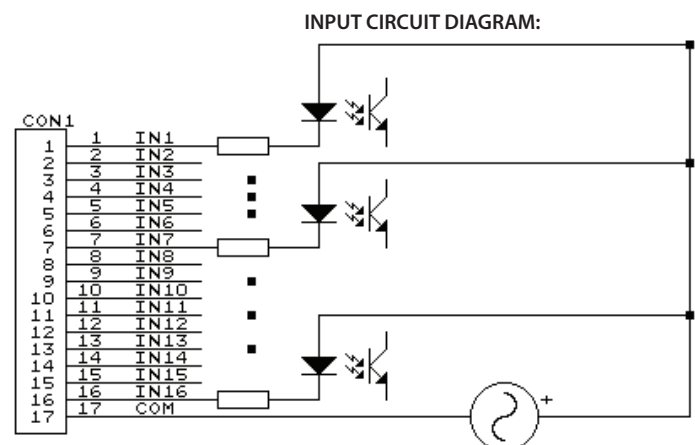 INPUT CIRCUIT DIAGRAM:
CON1
1 1 IN1
2 2 IN2
3 3 IN3
4 4 IN4
5 5 IN5
6 6 IN6
7 7 IN7
8 8 IN8
9 9 IN9
10 10 IN10
11 11 IN11
12 12 IN12
13 13 IN13
14 14 IN14
15 15 IN15
16 16 IN16
17 17 COM
+